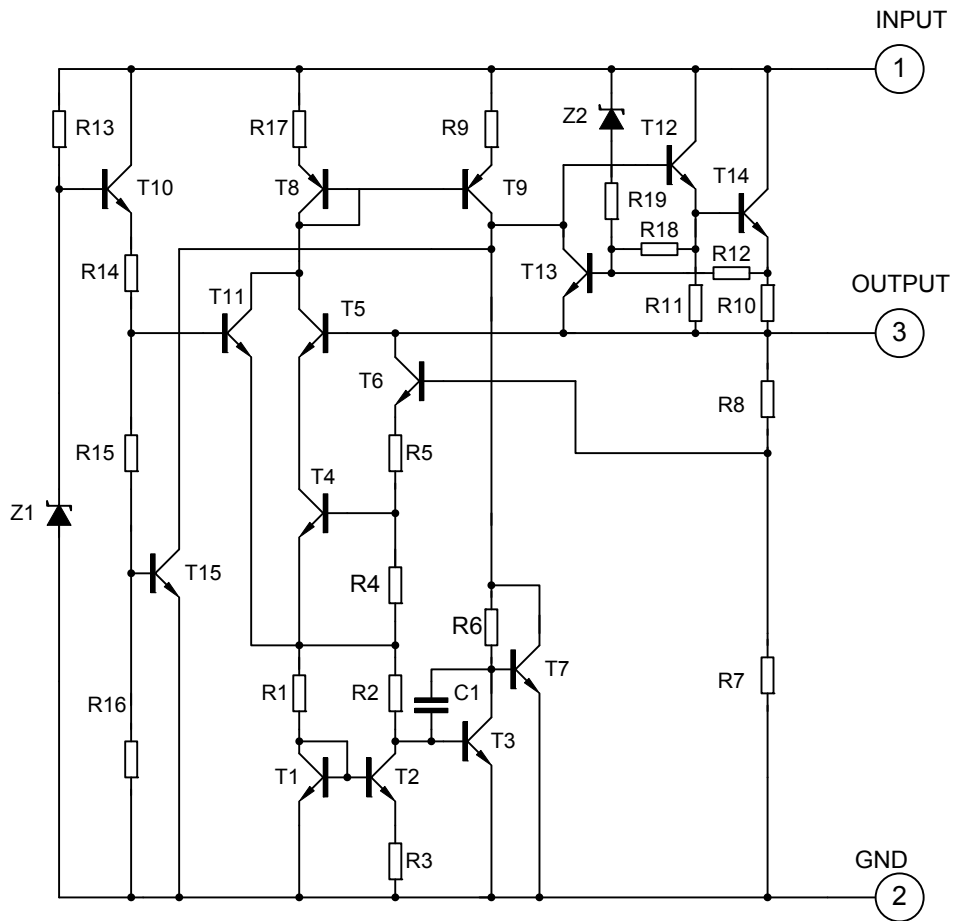 INPUT
1
R13
R17
R9
Z2
T12
T10
T8
T9
T14
R19
R18
R14
T13
R12
OUTPUT
T11
T5
R11
R10
3
T6
R8
R15
R5
T4
Z1
T15
R4
R6
T7
R1
R2
C1
R7
R16
T3
T1
T2
R3
GND
2